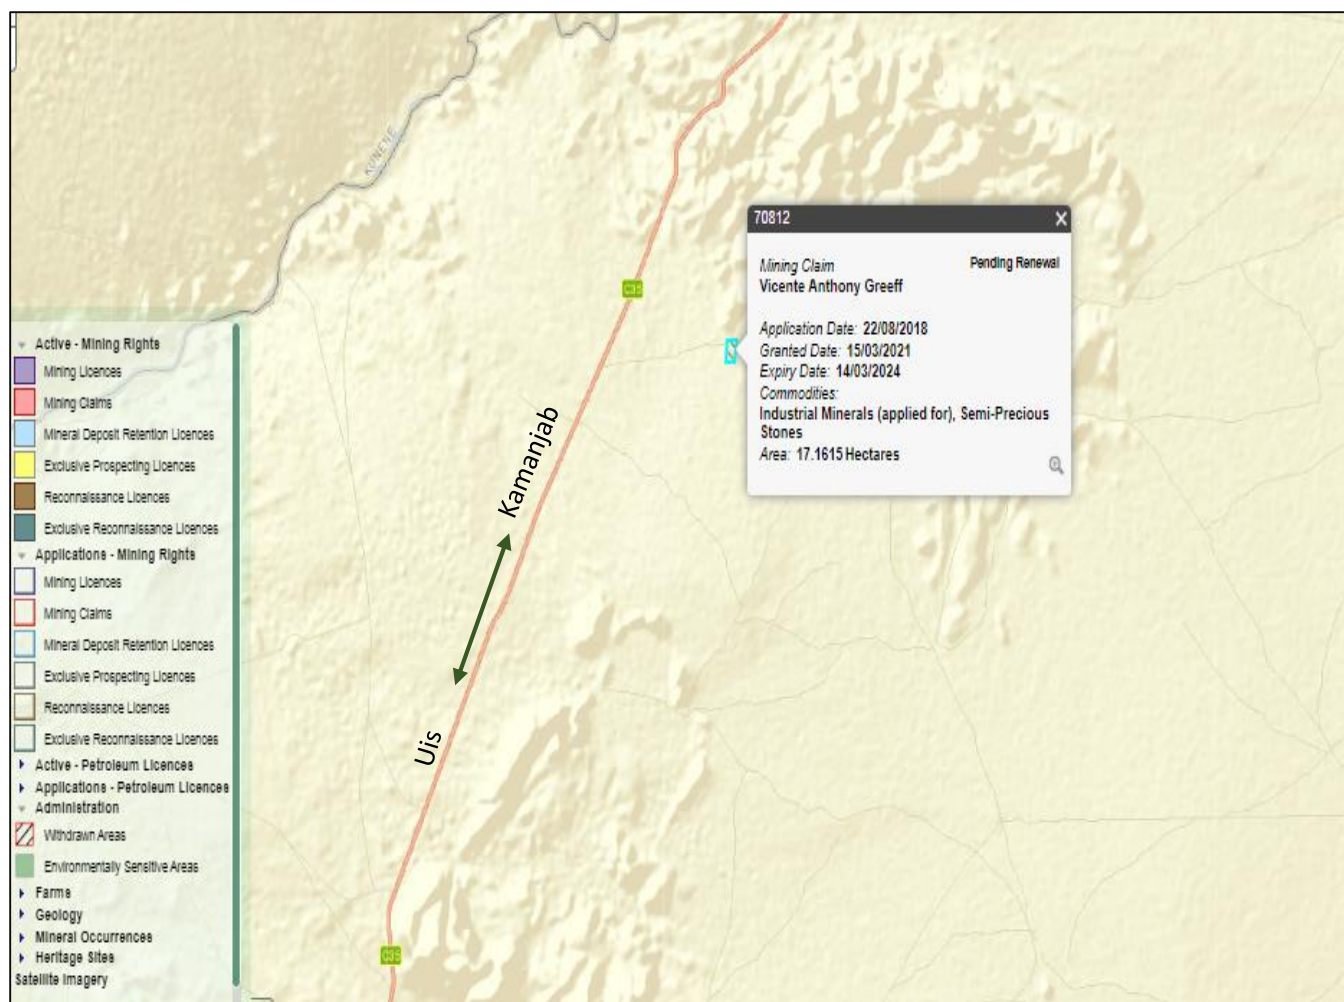 KUNENE
C35
70812
Mining Claim
Pending Renewal
Vicente Anthony Greeff
Application Date: 22/08/2018
Granted Date: 15/03/2021
Expiry Date: 14/03/2024
Commodities:
Industrial Minerals (applied for), Semi-Precious
Stones
Area: 17.1615 Hectares
Kamanjab
Uis
C35
Active - Mining Rights
Mining Licences
Mining Claims
Mineral Deposit Retention Licences
Exclusive Prospecting Licences
Reconnaissance Licences
Exclusive Reconnaissance Licences
Applications - Mining Rights
Mining Licences
Mining Claims
Mineral Deposit Retention Licences
Exclusive Prospecting Licences
Reconnaissance Licences
Exclusive Reconnaissance Licences
Active - Petroleum Licences
Applications - Petroleum Licences
Administration
Withdrawn Areas
Environmentally Sensitive Areas
Farms
Geology
Mineral Occurrences
Heritage Sites
Satellite Imagery